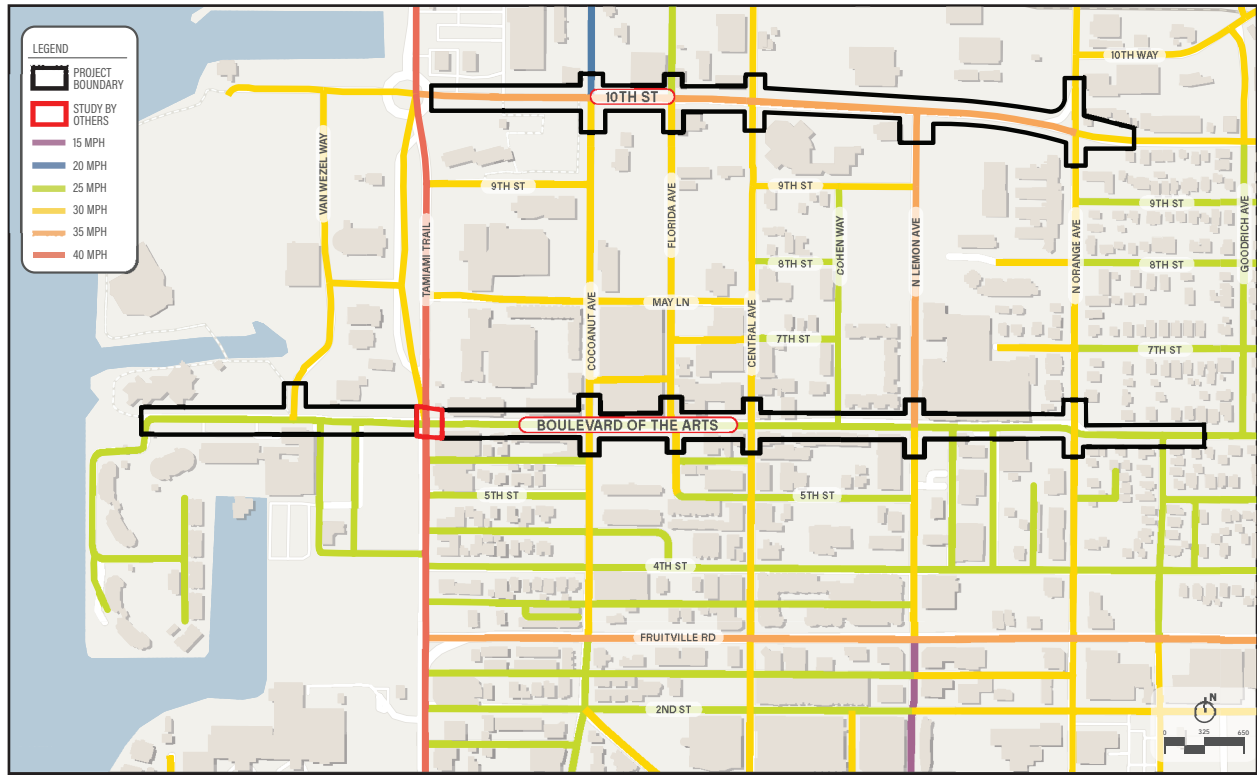 LEGEND
PROJECT
BOUNDARY
STUDY BY
OTHERS
15 MPH
20 MPH
25 MPH
30 MPH
35 MPH
40 MPH
10TH WAY
10TH ST
VAN WEZEL WAY
TAMIAMI TRAIL
9TH ST
FLORIDA AVE
9TH ST
COHEN WAY
N LEMON AVE
N ORANGE AVE
9TH ST
GOODRICH AVE
8TH ST
8TH ST
COCOANUT AVE
MAY LN
CENTRAL AVE
7TH ST
7TH ST
BOULEVARD OF THE ARTS
5TH ST
5TH ST
4TH ST
FRUITVILLE RD
2ND ST
N
0 325 650